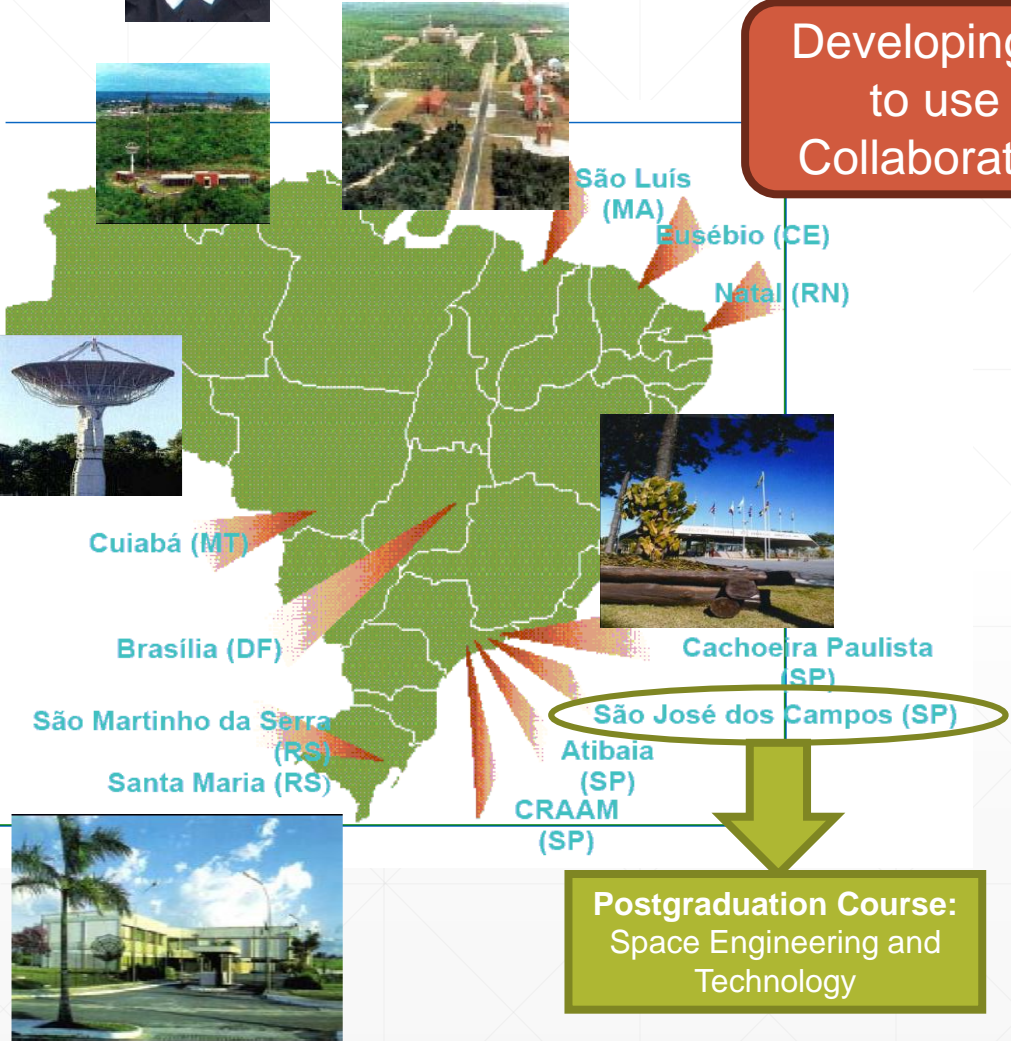 Developing
to use
Collaborat
São Luís
(MA)
Eusébio (CE)
Natal (RN)
Cuiabá (MT)
Brasília (DF)
Cachoeira Paulista
(SP)
São José dos Campos (SP)
São Martinho da Serra
(RS)
Santa Maria (RS)
Atibaia
(SP)
CRAAM
(SP)
Postgraduation Course:
Space Engineering and
Technology